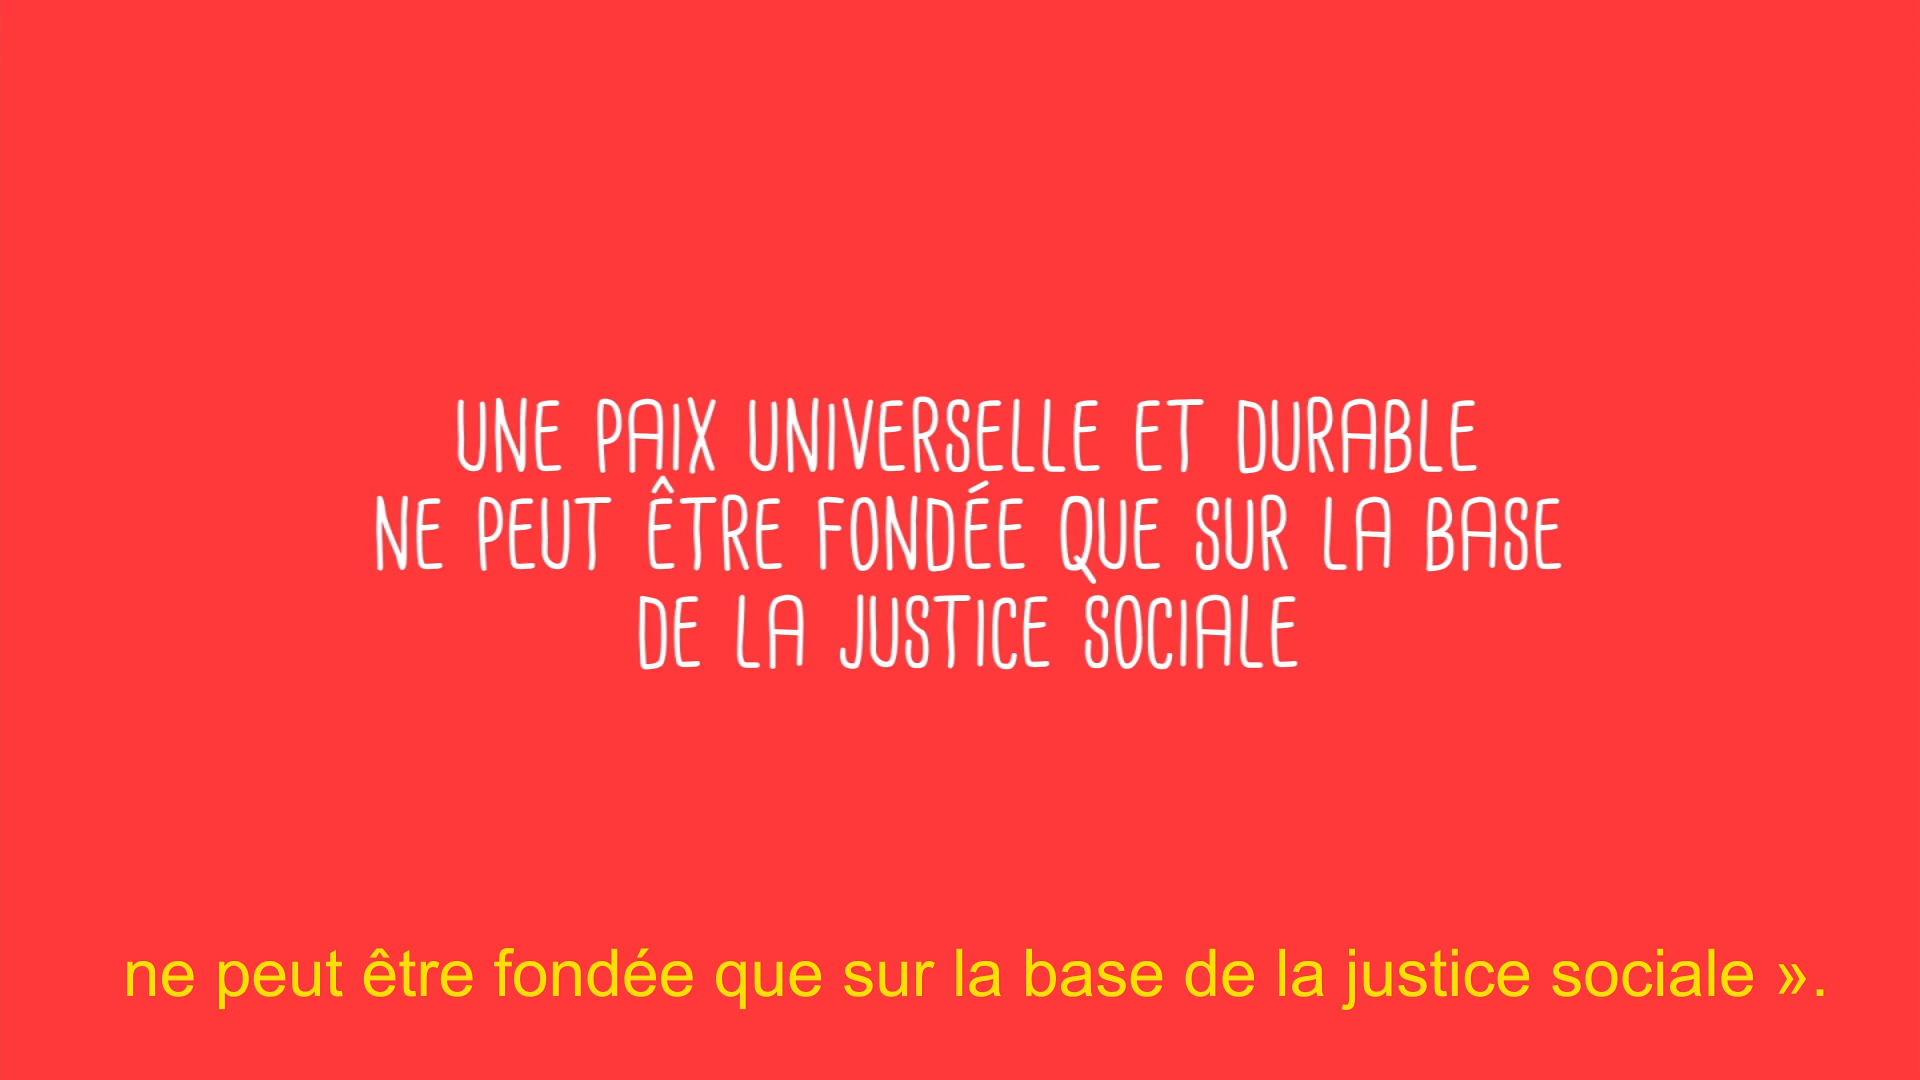 UNE PAIX UNIVERSELLE ET DURABLE
NE PEUT ÊTRE FONDÉE QUE SUR LA BASE
DE LA JUSTICE SOCIALE
ne peut être fondée que sur la base de la justice sociale ».